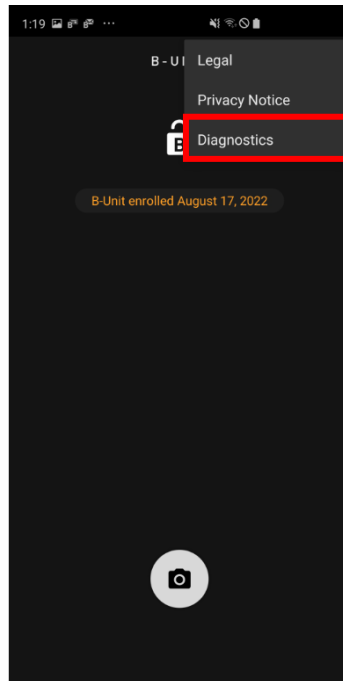 1:19
B-U
Legal
Privacy Notice
B
Diagnostics
B-Unit enrolled August 17, 2022